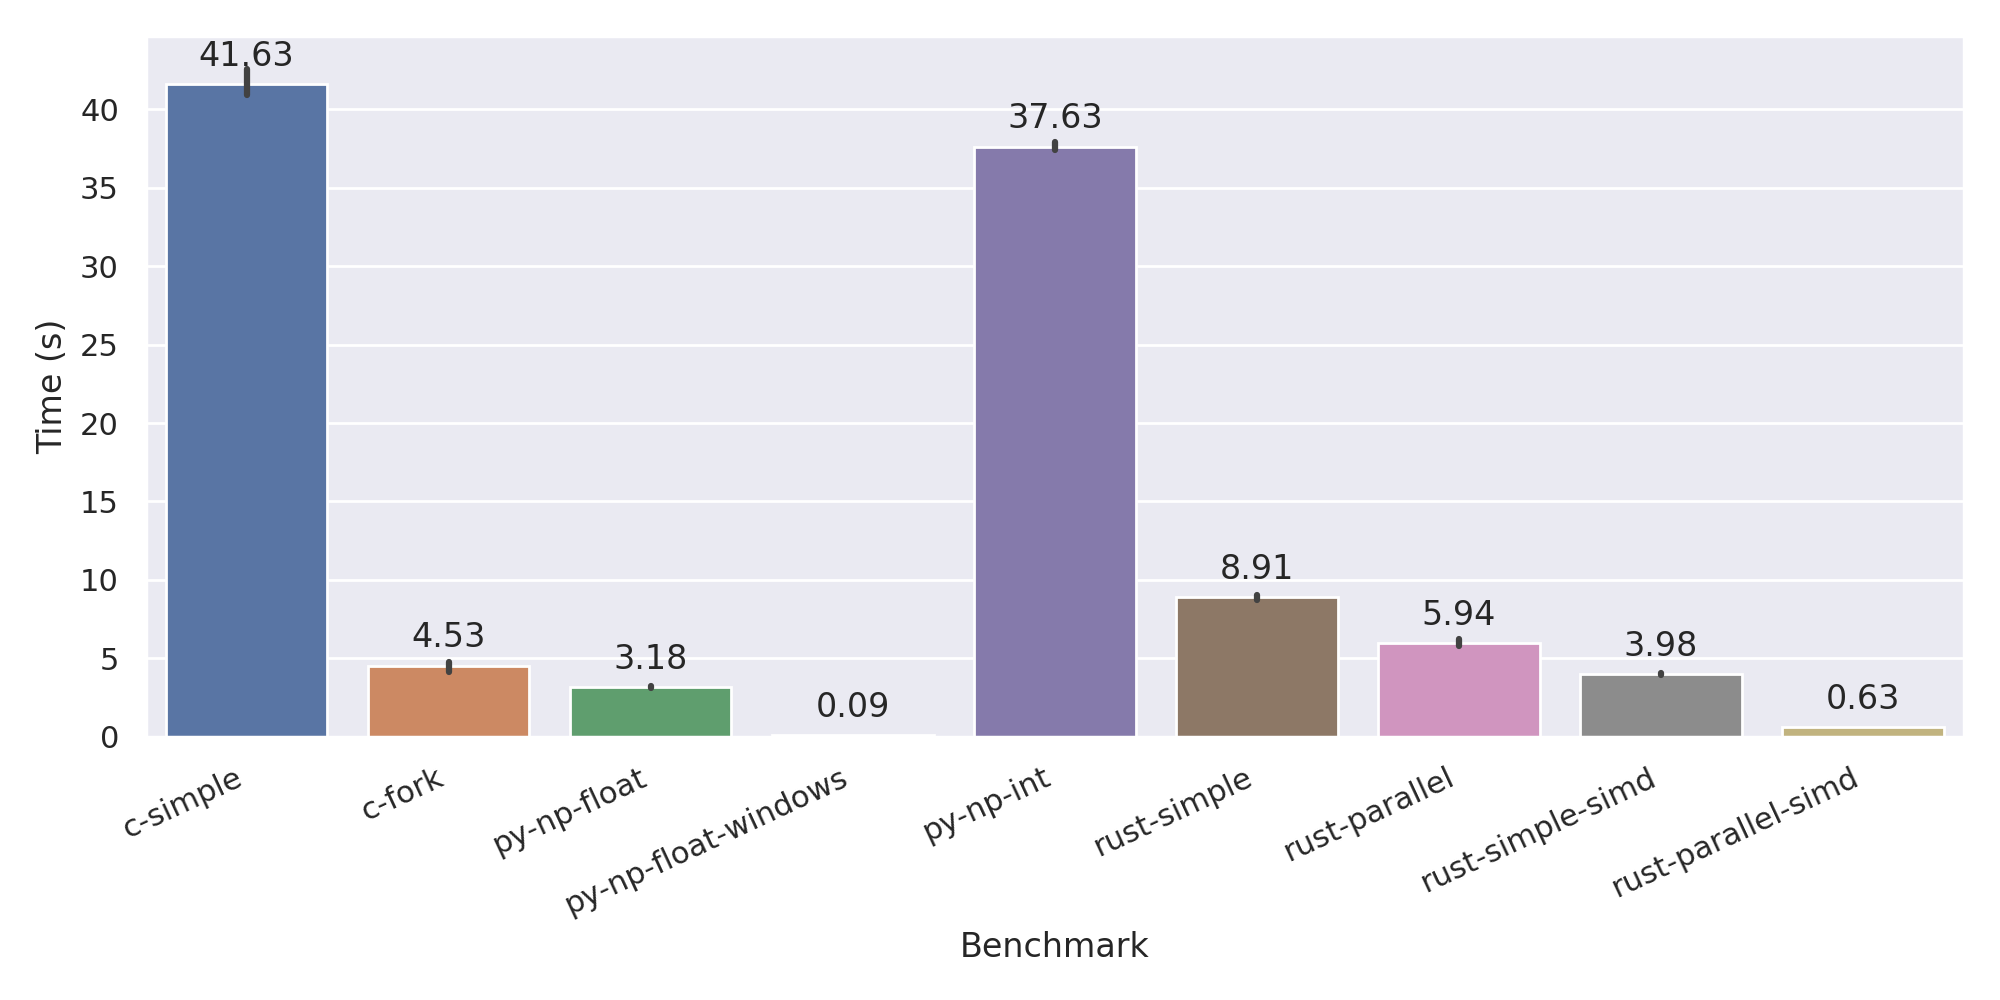 41.63
37.63
8.91
5.94
4.53
3.18
3.98
0.09
0.63
40
35
30
25
20
15
10
5
0
Time (s)
c-simple
c-fork
py-np-float
py-np-float-windows
py-np-int
rust-simple
rust-parallel
rust-simple-simd
rust-parallel-simd
Benchmark